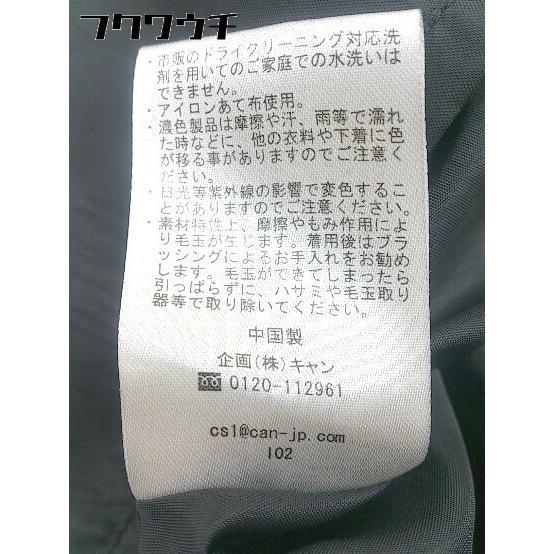 フクワウチ
・市販のドライクリーニング対応洗
剤を用いてのご家庭での水洗いは
できません。
・アイロンあて布使用。
・濃色製品は摩擦や汗、雨等で濡れ
た時などに、他の衣料や下着に色
が移る事がありますのでご注意くださ
い。
・日光等紫外線の影響で変色するこ
とがありますのでご注意ください。
・素材特性上、摩擦やもみ作用によ
り毛玉が生じます。着用後はブラ
ッシングによるお手入れをお勧め
します。毛玉ができてしまったら
引っぱらずに、ハサミや毛玉取り
器等で取り除いてください。
中国製
企画(株)キャン
0120-112961
cs1@can-jp.com
I02